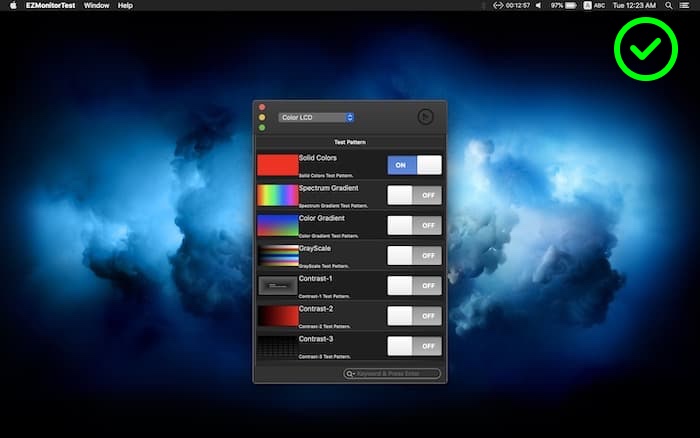 EZMonitorTest Window Help
00:12:57 97% A ABC Tue 12:23 AM
Color LCD
Test Pattern
Solid Colors
Solid Colors Test Pattern.
ON
Spectrum Gradient
Spectrum Gradient Test Pattern.
OFF
Color Gradient
Color Gradient Test Pattern.
OFF
GrayScale
GrayScale Test Pattern.
OFF
Contrast-1
Contrast-1 Test Pattern.
OFF
Contrast-2
Contrast-2 Test Pattern.
OFF
Contrast-3
Contrast-3 Test Pattern.
OFF
Keyword & Press Enter